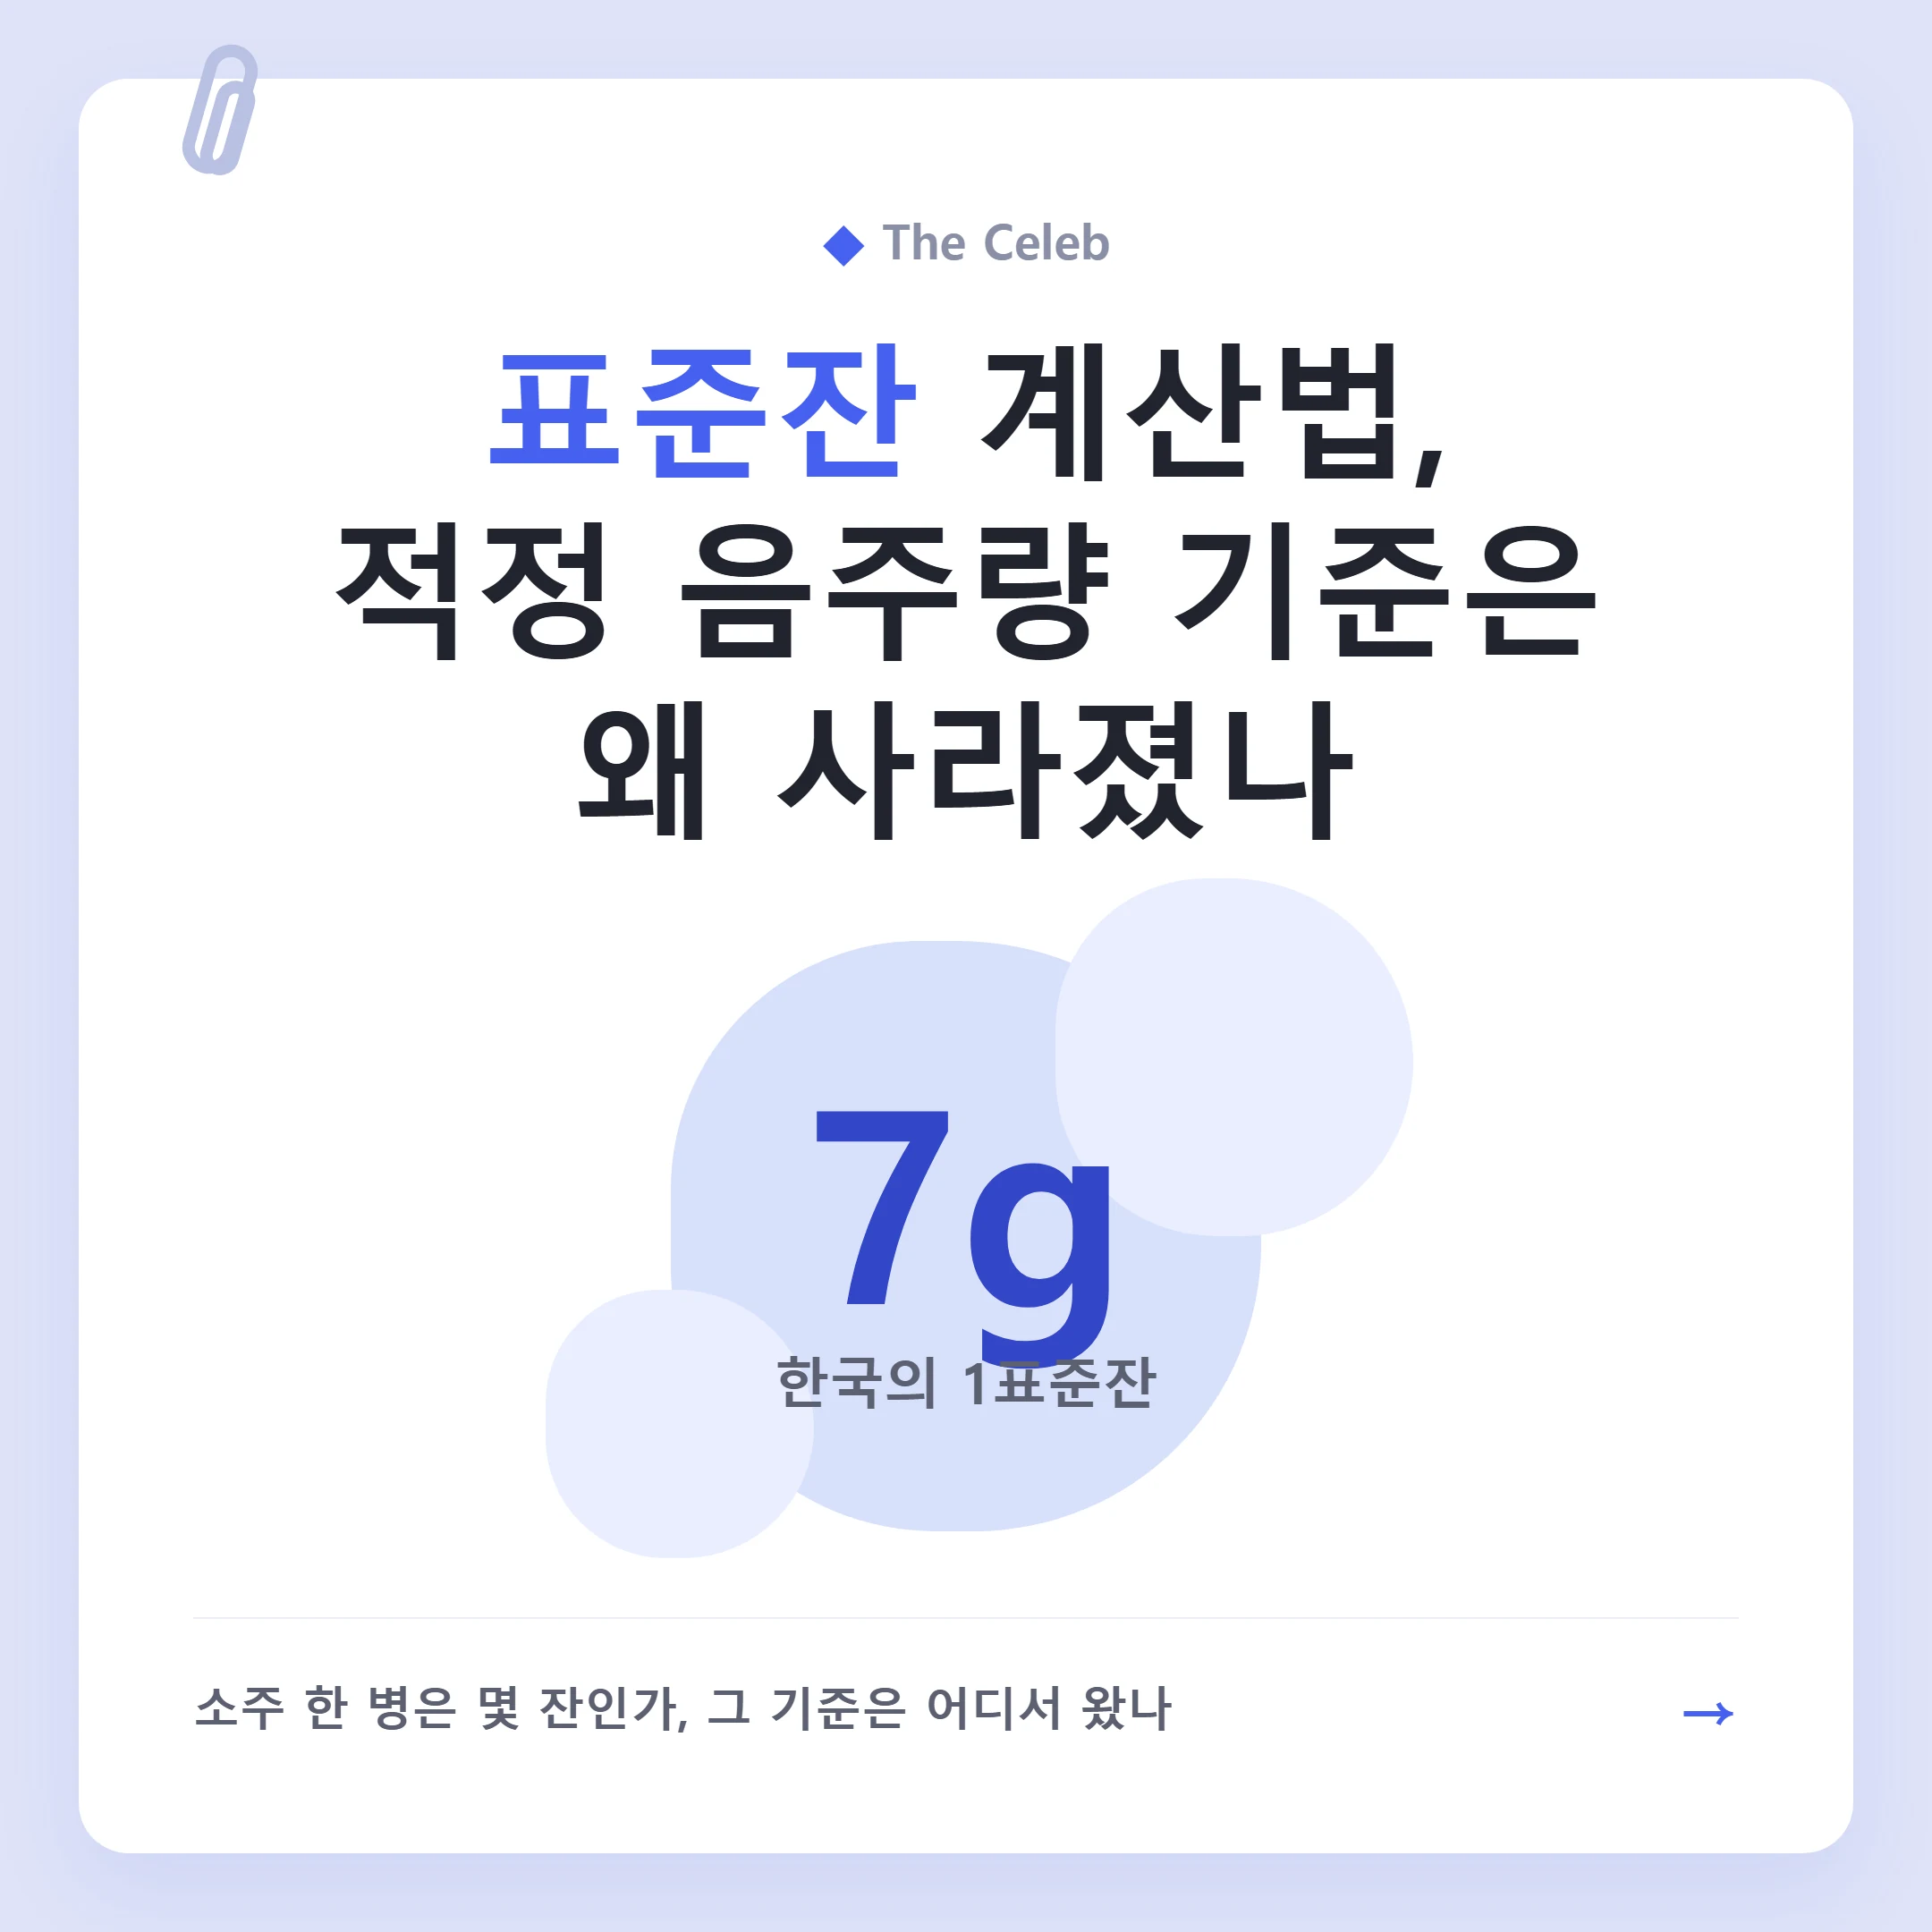 The Celeb
표준잔 계산법,
적정 음주량 기준은
왜 사라졌나
7g
한국의 1표준잔
소주 한 병은 몇 잔인가, 그 기준은 어디서 왔나 →